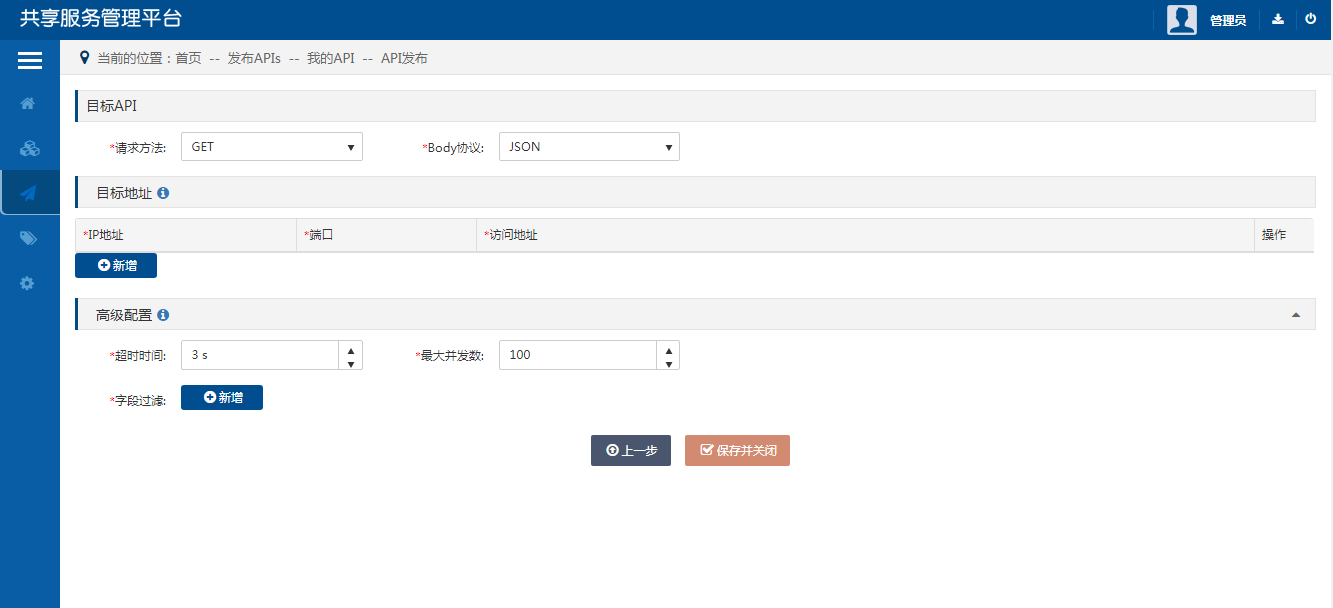 共享服务管理平台
管理员
当前的位置：首页 -- 发布APIs -- 我的API -- API发布
目标API
*请求方法: GET *Body协议: JSON
目标地址
*IP地址 *端口 *访问地址 操作
新增
高级配置
*超时时间: 3 s *最大并发数: 100
*字段过滤: 新增
上一步 保存并关闭